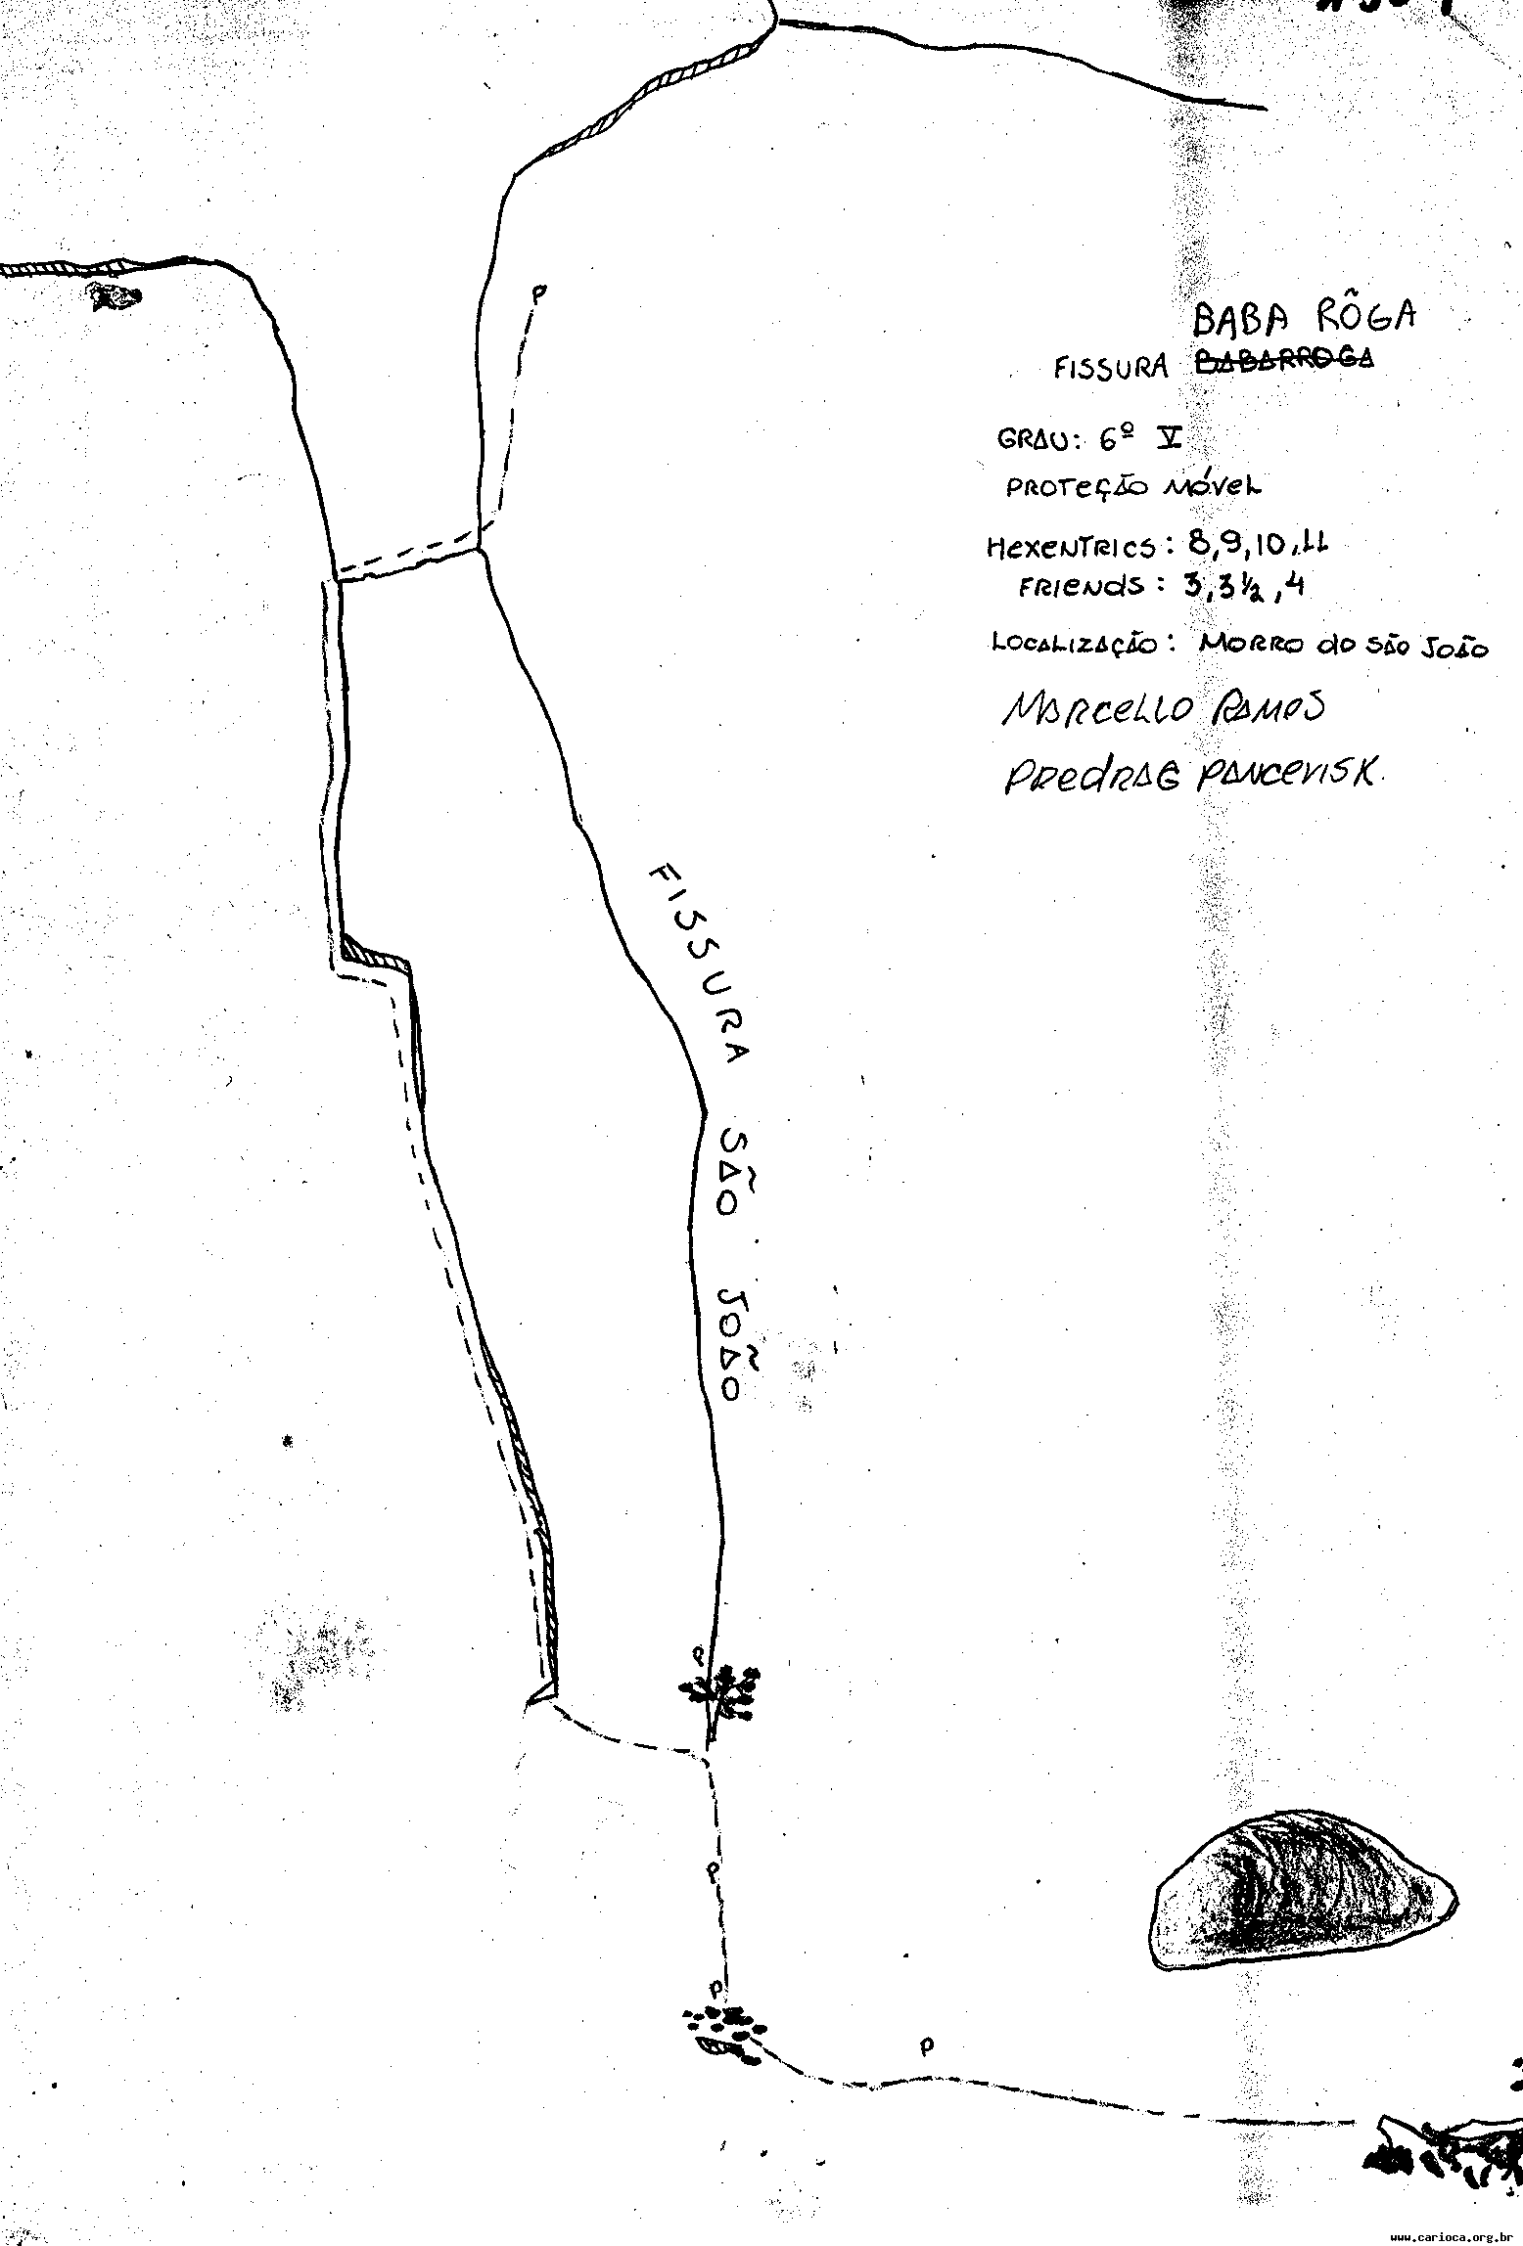 BABA RÔGA
FISSURA BABARROGA
GRAU: 6º V
PROTEÇÃO MÓVEL
HEXENTRICS: 8,9,10,11
FRIENDS: 3,3½,4
LOCALIZAÇÃO: MORRO do SÃO JOÃO
MARCELLO RAMOS
PREDRAG PANCEVISK.
P
FISSURA SÃO JOÃO
P
P
P
P
www.carioca.org.br